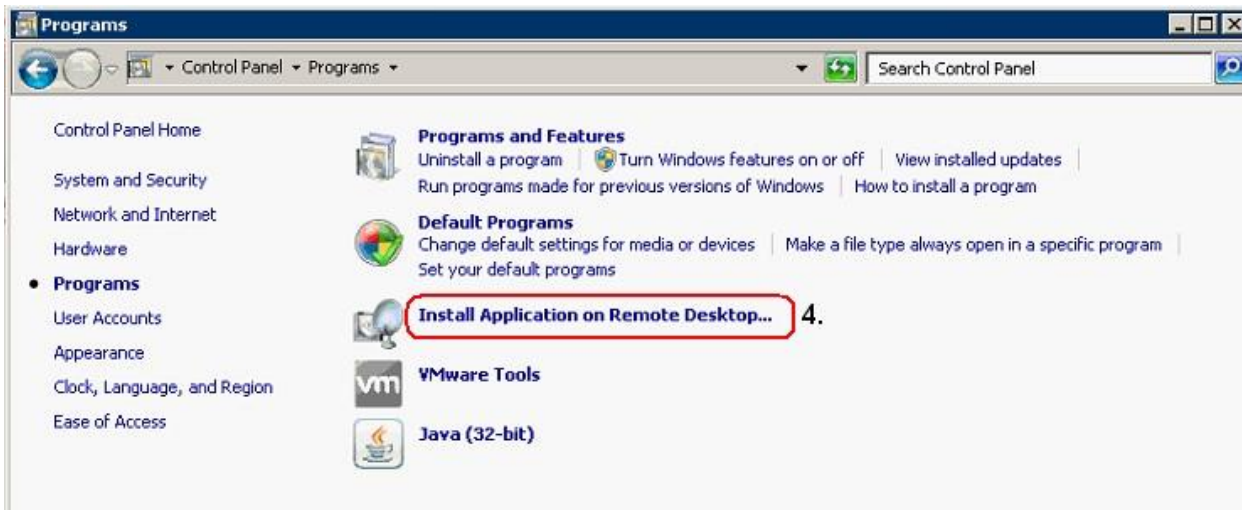 Programs
Control Panel Programs
Search Control Panel
Control Panel Home
System and Security
Network and Internet
Hardware
Programs
User Accounts
Appearance
Clock, Language, and Region
Ease of Access
Programs and Features
Uninstall a program Turn Windows features on or off View installed updates
Run programs made for previous versions of Windows How to install a program
Default Programs
Change default settings for media or devices Make a file type always open in a specific program
Set your default programs
Install Application on Remote Desktop... 4.
vm VMware Tools
Java (32-bit)